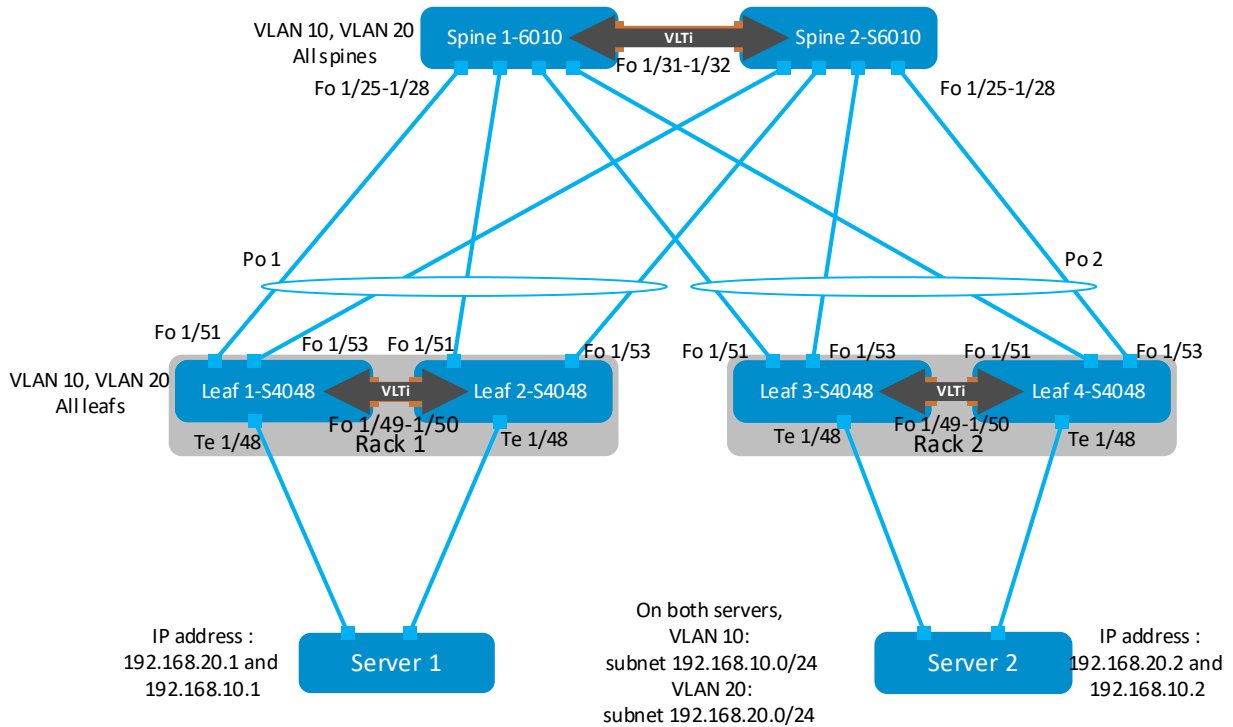 VLAN 10, VLAN 20
All spines
Spine 1-6010
VLTi
Spine 2-S6010
Fo 1/31-1/32
Fo 1/25-1/28
Fo 1/25-1/28
Po 1
Po 2
Fo 1/51
Fo 1/53
Fo 1/51
Fo 1/53
Fo 1/51
Fo 1/53
Fo 1/51
Fo 1/53
VLAN 10, VLAN 20
All leafs
Leaf 1-S4048
VLTi
Leaf 2-S4048
Leaf 3-S4048
VLTi
Leaf 4-S4048
Te 1/48
Fo 1/49-1/50
Te 1/48
Rack 1
Te 1/48
Fo 1/49-1/50
Te 1/48
Rack 2
IP address :
192.168.20.1 and
192.168.10.1
Server 1
On both servers,
VLAN 10:
subnet 192.168.10.0/24
VLAN 20:
subnet 192.168.20.0/24
Server 2
IP address :
192.168.20.2 and
192.168.10.2